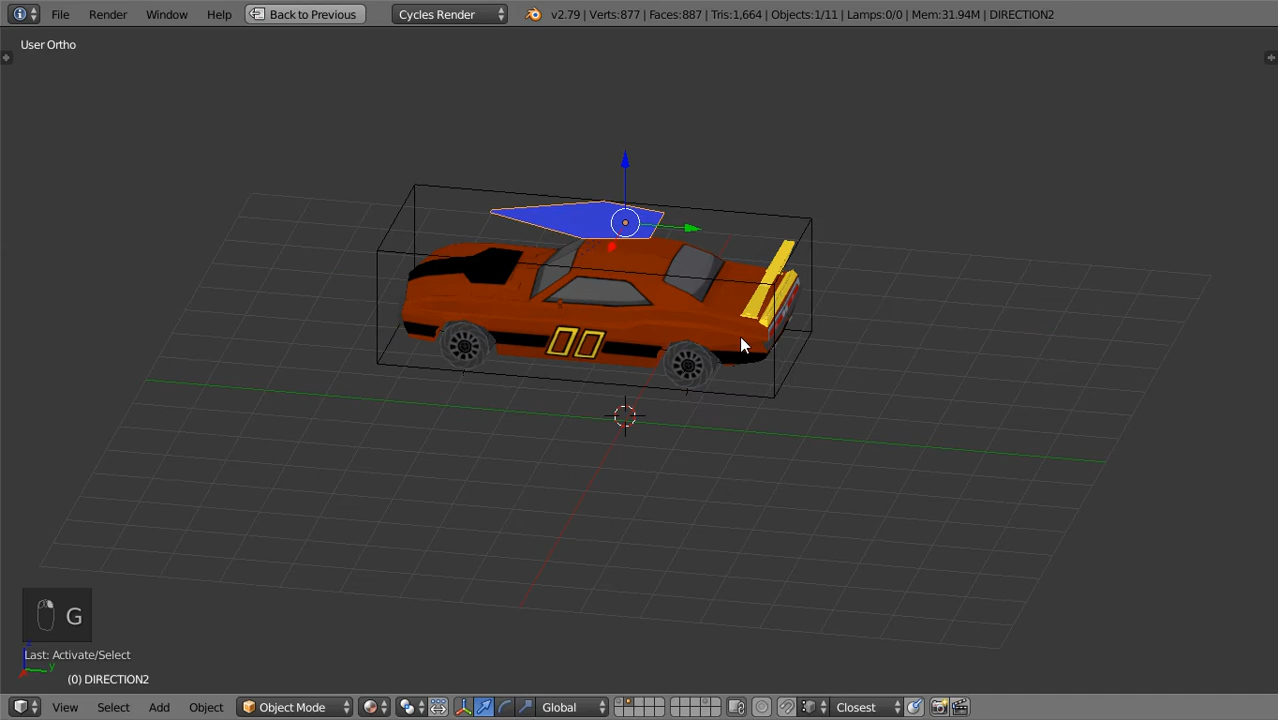 File Render Window Help Back to Previous Cycles Render v2.79 | Verts:877 | Faces:887 | Tris:1,664 | Objects:1/11 | Lamps:0/0 | Mem:31.94M | DIRECTION2
User Ortho
00
G
Last: Activate/Select
y
(0) DIRECTION2
View Select Add Object Object Mode Global Closest